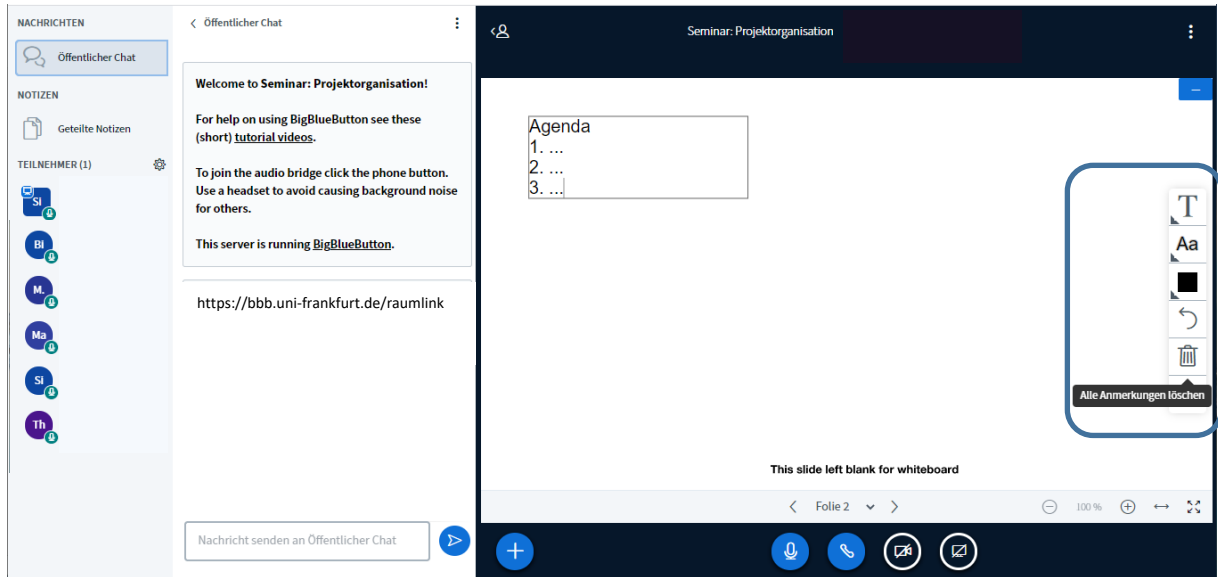 NACHRICHTEN
Öffentlicher Chat
NOTIZEN
Geteilte Notizen
TEILNEHMER (1)
SI
BI
M.
Ma
Si
Th
Öffentlicher Chat
Welcome to Seminar: Projektorganisation!
For help on using BigBlueButton see these
(short) tutorial videos.
To join the audio bridge click the phone button.
Use a headset to avoid causing background noise
for others.
This server is running BigBlueButton.
https://bbb.uni-frankfurt.de/raumlink
Nachricht senden an Öffentlicher Chat
Seminar: Projektorganisation
Agenda
1. ...
2. ...
3. ...
T
Aa
Alle Anmerkungen löschen
This slide left blank for whiteboard
Folie 2
100 %